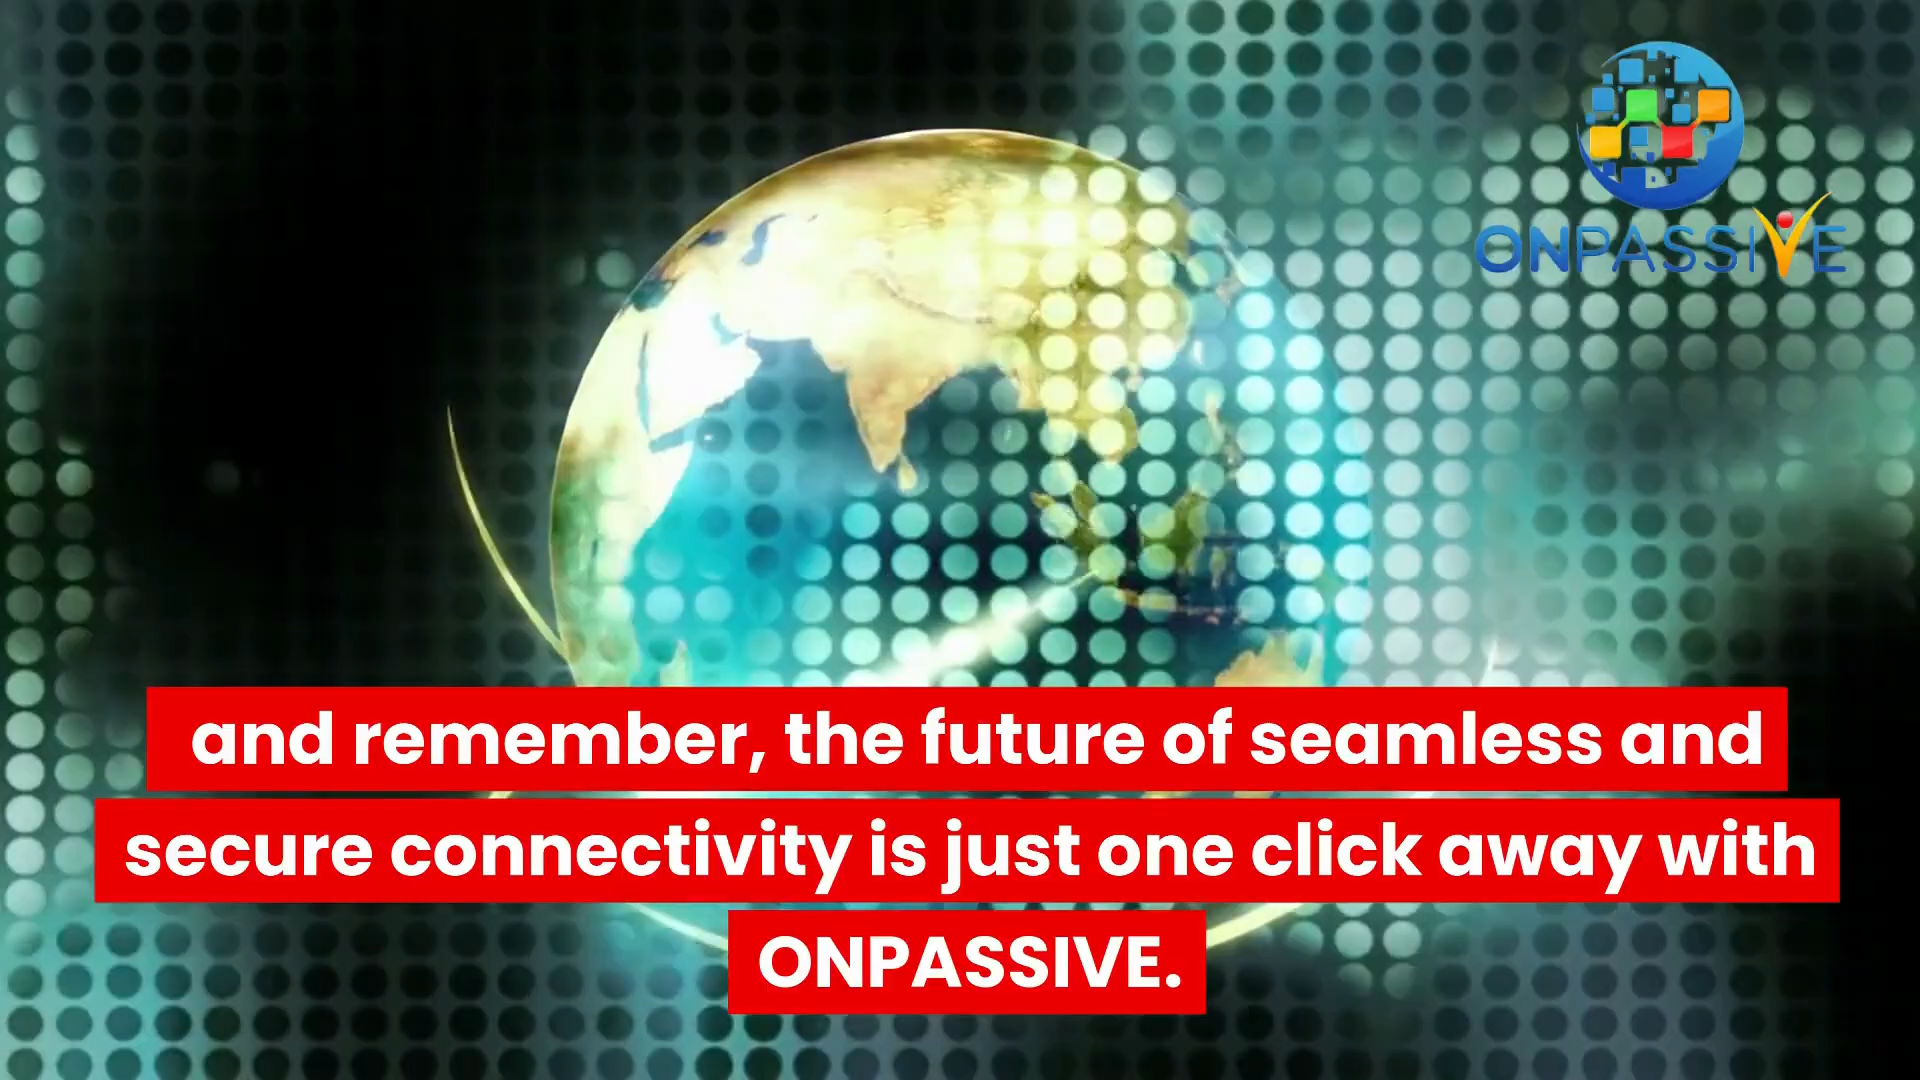 ONPASSIVE
and remember, the future of seamless and
secure connectivity is just one click away with
ONPASSIVE.